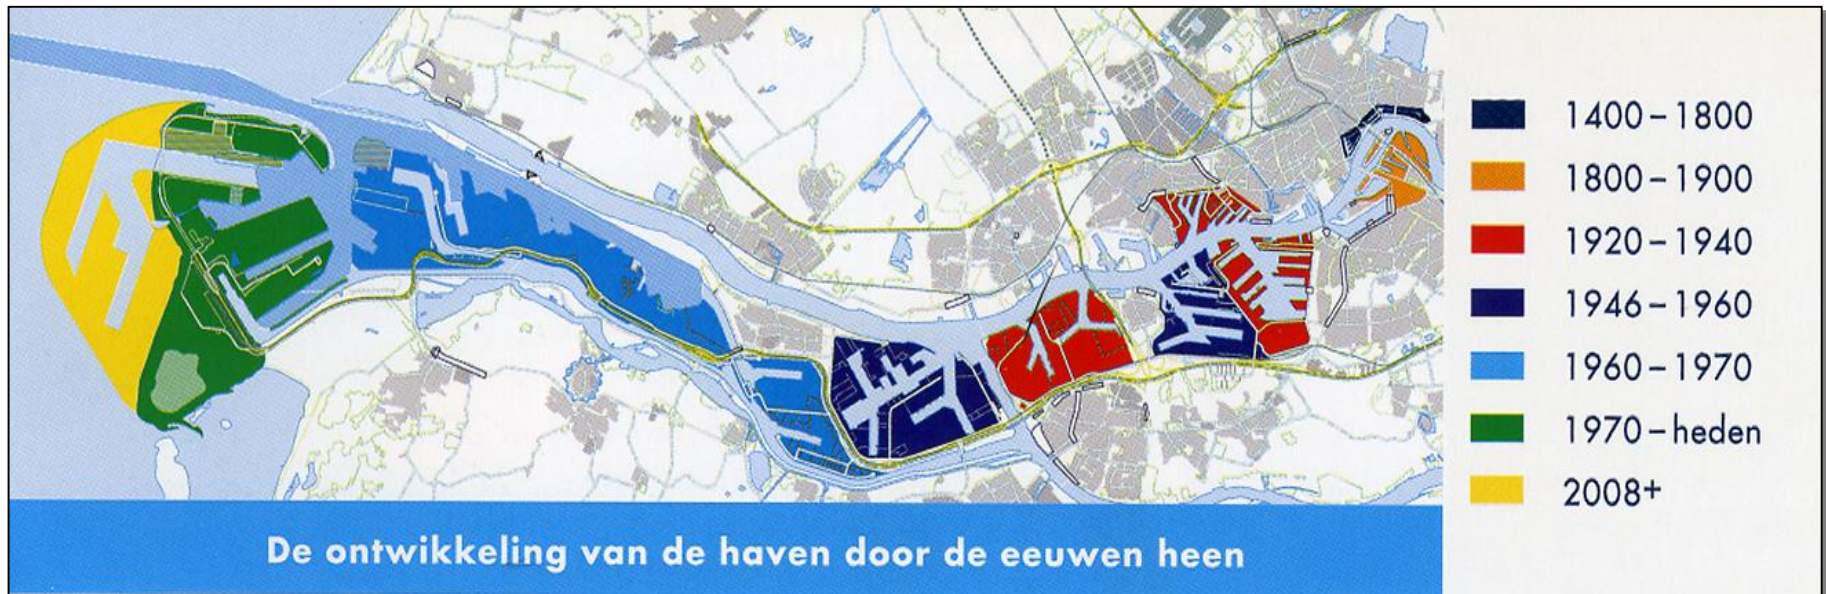 1400 – 1800
1800 – 1900
1920 – 1940
1946 – 1960
1960 – 1970
1970 – heden
2008+
De ontwikkeling van de haven door de eeuwen heen